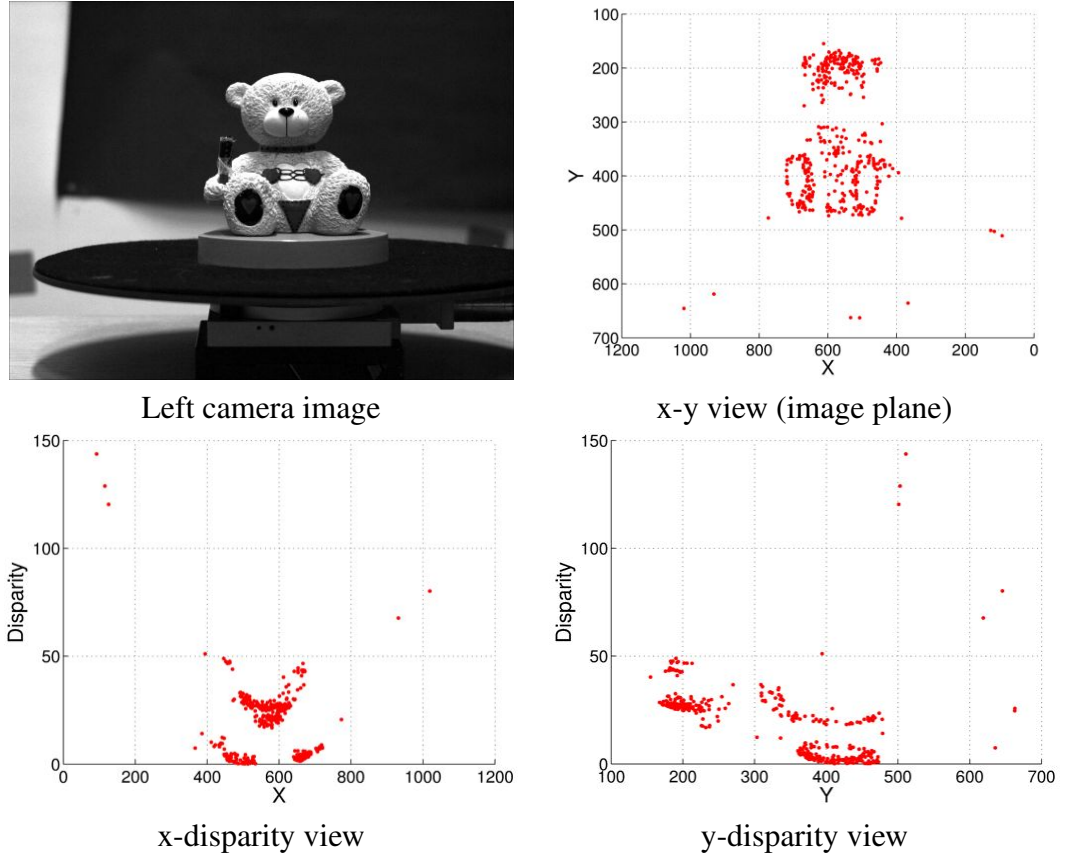 100
200
300
400
500
600
700
Y
1200 1000 800 600 400 200 0
X
Left camera image
x-y view (image plane)
150
100
50
0
Disparity
0 200 400 600 800 1000 1200
X
150
100
50
0
Disparity
100 200 300 400 500 600 700
Y
x-disparity view
y-disparity view